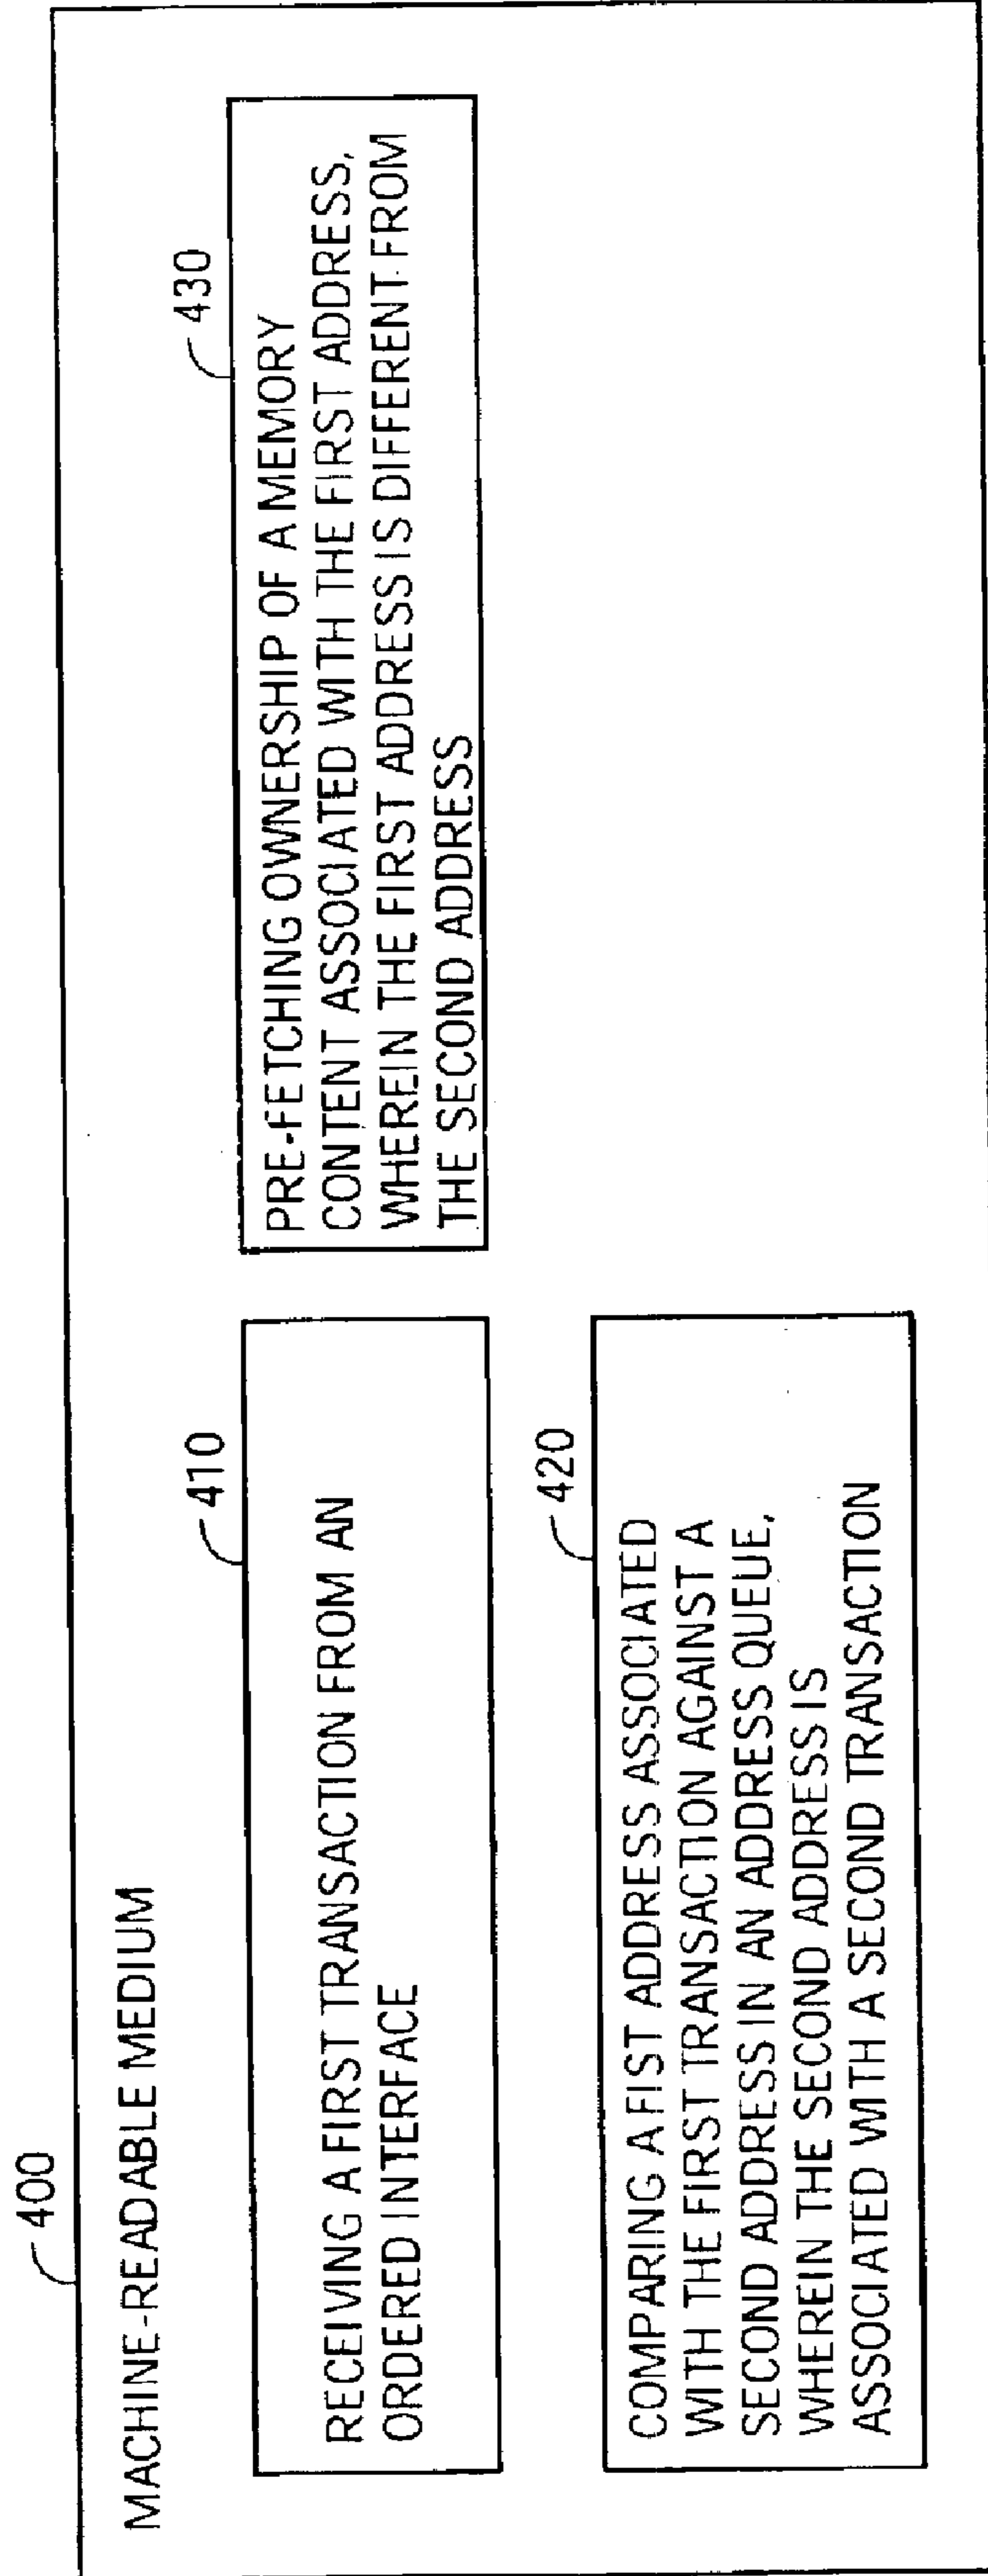 400
MACHINE-READABLE MEDIUM
410
RECEIVING A FIRST TRANSACTION FROM AN
ORDERED INTERFACE
420
COMPARING A FIST ADDRESS ASSOCIATED
WITH THE FIRST TRANSACTION AGAINST A
SECOND ADDRESS IN AN ADDRESS QUEUE,
WHEREIN THE SECOND ADDRESS IS
ASSOCIATED WITH A SECOND TRANSACTION
430
PRE-FETCHING OWNERSHIP OF A MEMORY
CONTENT ASSOCIATED WITH THE FIRST ADDRESS,
WHEREIN THE FIRST ADDRESS IS DIFFERENT FROM
THE SECOND ADDRESS